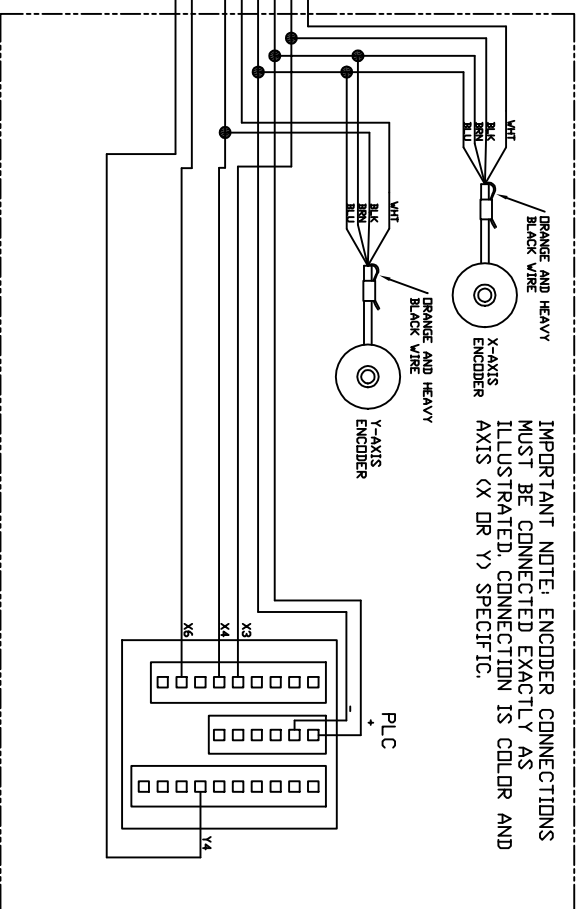 IMPORTANT NOTE: ENCODER CONNECTIONS
MUST BE CONNECTED EXACTLY AS
ILLUSTRATED. CONNECTION IS COLOR AND
AXIS (X OR Y) SPECIFIC.
ORANGE AND HEAVY
BLACK WIRE
X-AXIS
ENCODER
WHT
BLK
BRN
BLU
ORANGE AND HEAVY
BLACK WIRE
Y-AXIS
ENCODER
WHT
BLK
BRN
BLU
PLC
+
-
X3
X4
X6
Y4